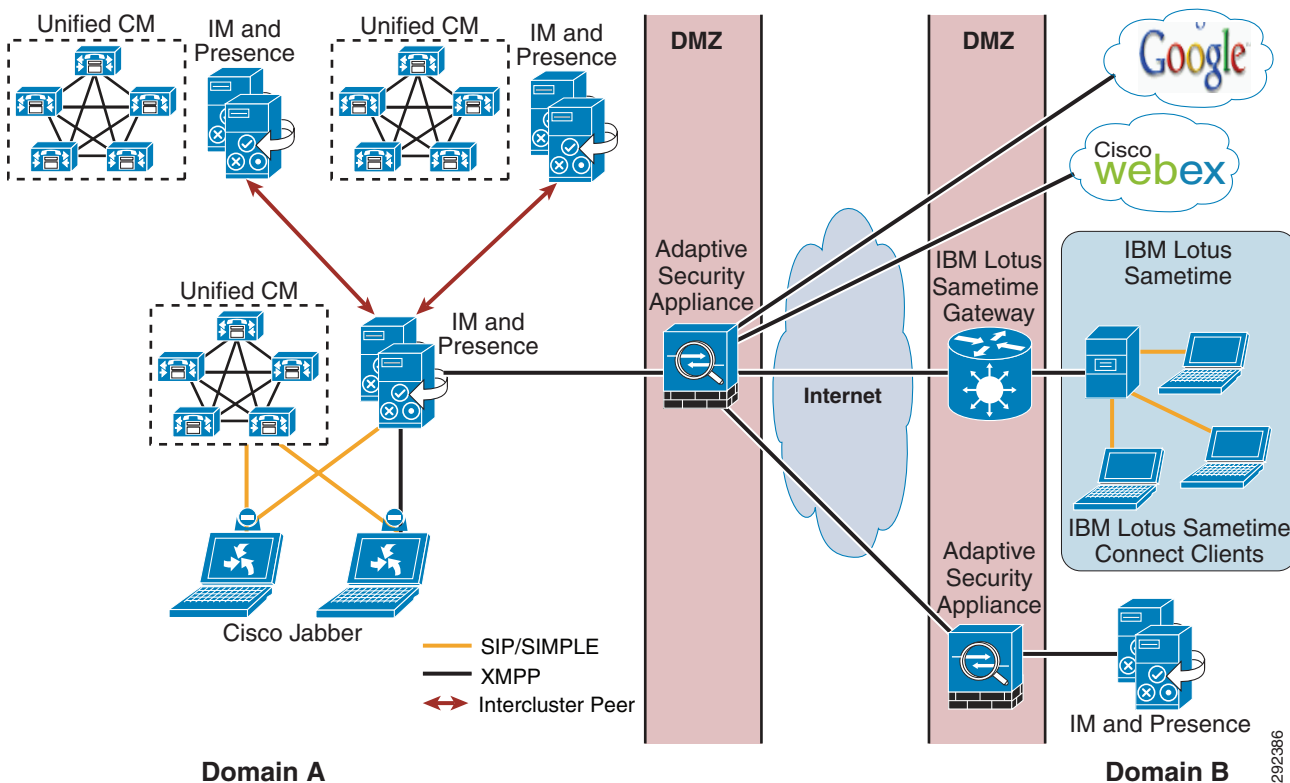 Unified CM
IM and
Presence
Unified CM
IM and
Presence
DMZ
DMZ
Google
Cisco
webex
Adaptive
Security
Appliance
IBM Lotus
Sametime
Gateway
IBM Lotus
Sametime
Unified CM
IM and
Presence
Internet
IBM Lotus Sametime
Connect Clients
Adaptive
Security
Appliance
Cisco Jabber
SIP/SIMPLE
XMPP
Intercluster Peer
IM and Presence
Domain A
Domain B
292386